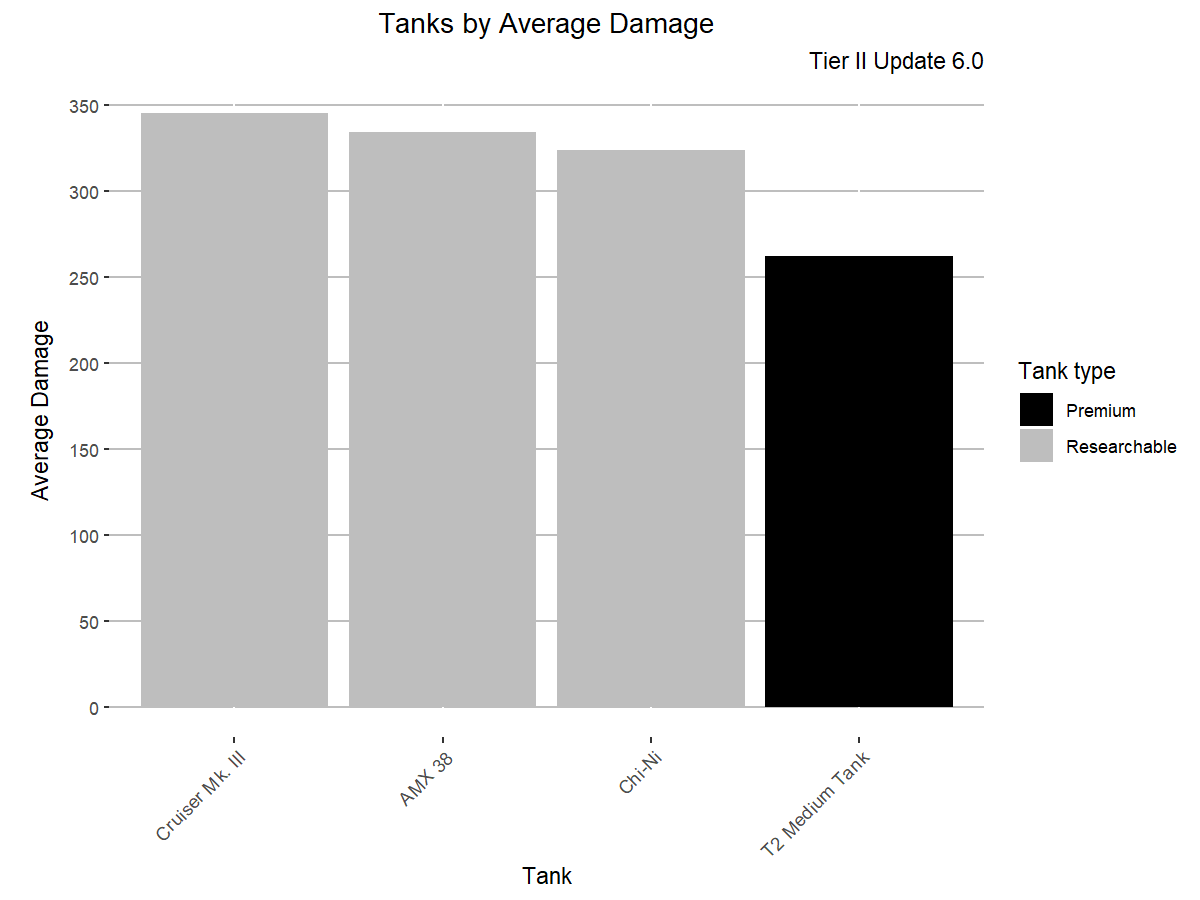 Tanks by Average Damage
Tier II Update 6.0
350
300
250
200
150
100
50
0
Average Damage
Cruiser Mk. III
AMX 38
Chi-Ni
T2 Medium Tank
Tank
Tank type
Premium
Researchable